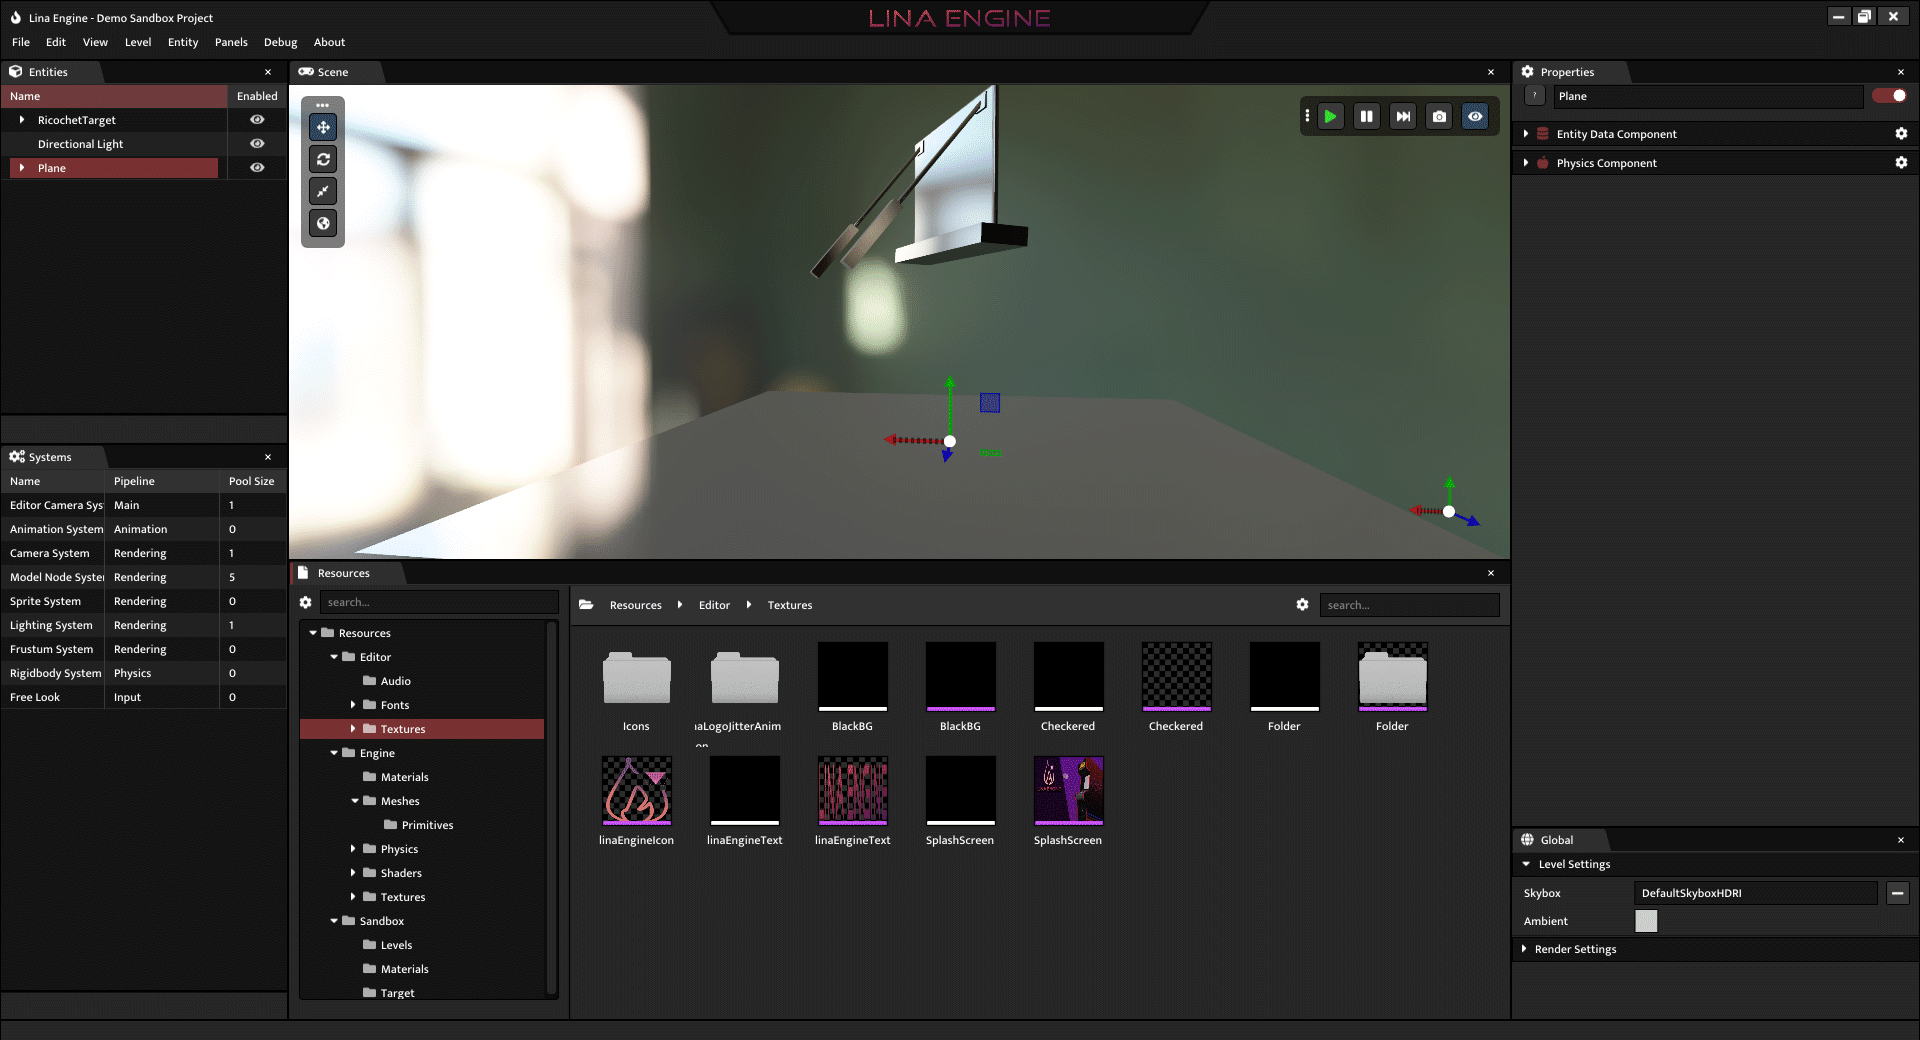 Lina Engine - Demo Sandbox Project
LINA ENGINE
File Edit View Level Entity Panels Debug About
Entities
Name Enabled
RicochetTarget
Directional Light
Plane
Systems
Name Pipeline Pool Size
Editor Camera Sys Main 1
Animation System Animation 0
Camera System Rendering 1
Model Node Syste Rendering 5
Sprite System Rendering 0
Lighting System Rendering 1
Frustum System Rendering 0
Rigidbody System Physics 0
Free Look Input 0
Scene
Resources
search...
Resources
Editor
Audio
Fonts
Textures
Engine
Materials
Meshes
Primitives
Physics
Shaders
Textures
Sandbox
Levels
Materials
Target
Resources Editor Textures
search...
Icons
aLogoJitterAnim
on
BlackBG
BlackBG
Checkered
Checkered
Folder
Folder
linaEngineIcon
linaEngineText
linaEngineText
SplashScreen
SplashScreen
Properties
? Plane
Entity Data Component
Physics Component
Global
Level Settings
Skybox DefaultSkyboxHDRI
Ambient
Render Settings